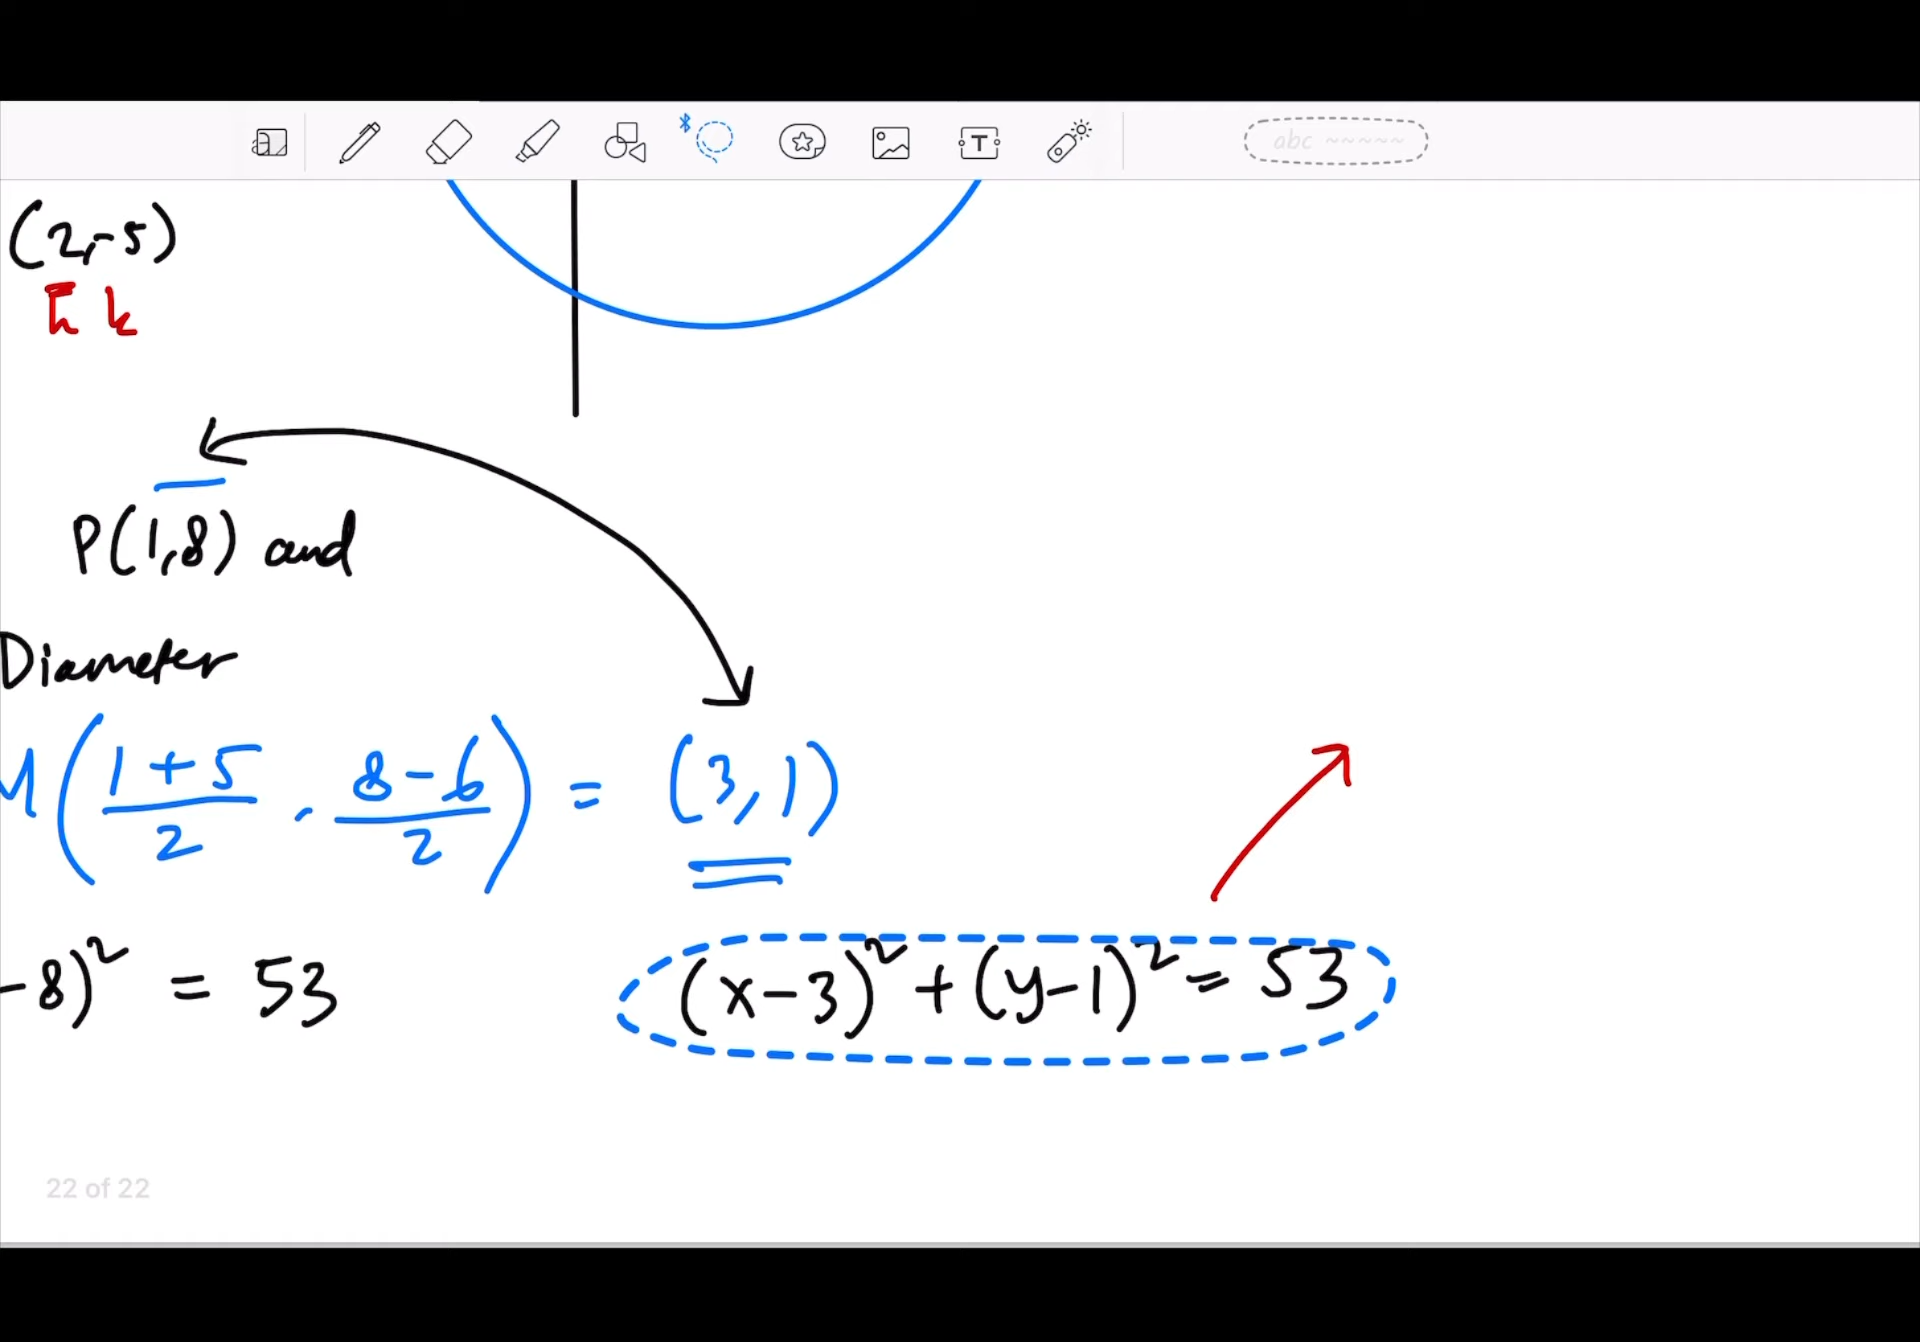 abc ~~~~~
(2,-5)
h k
P(1,8) and
Diameter
M(1+5/2, 8-6/2) = (3,1)
-8)² = 53
(x-3)² + (y-1)² = 53
22 of 22